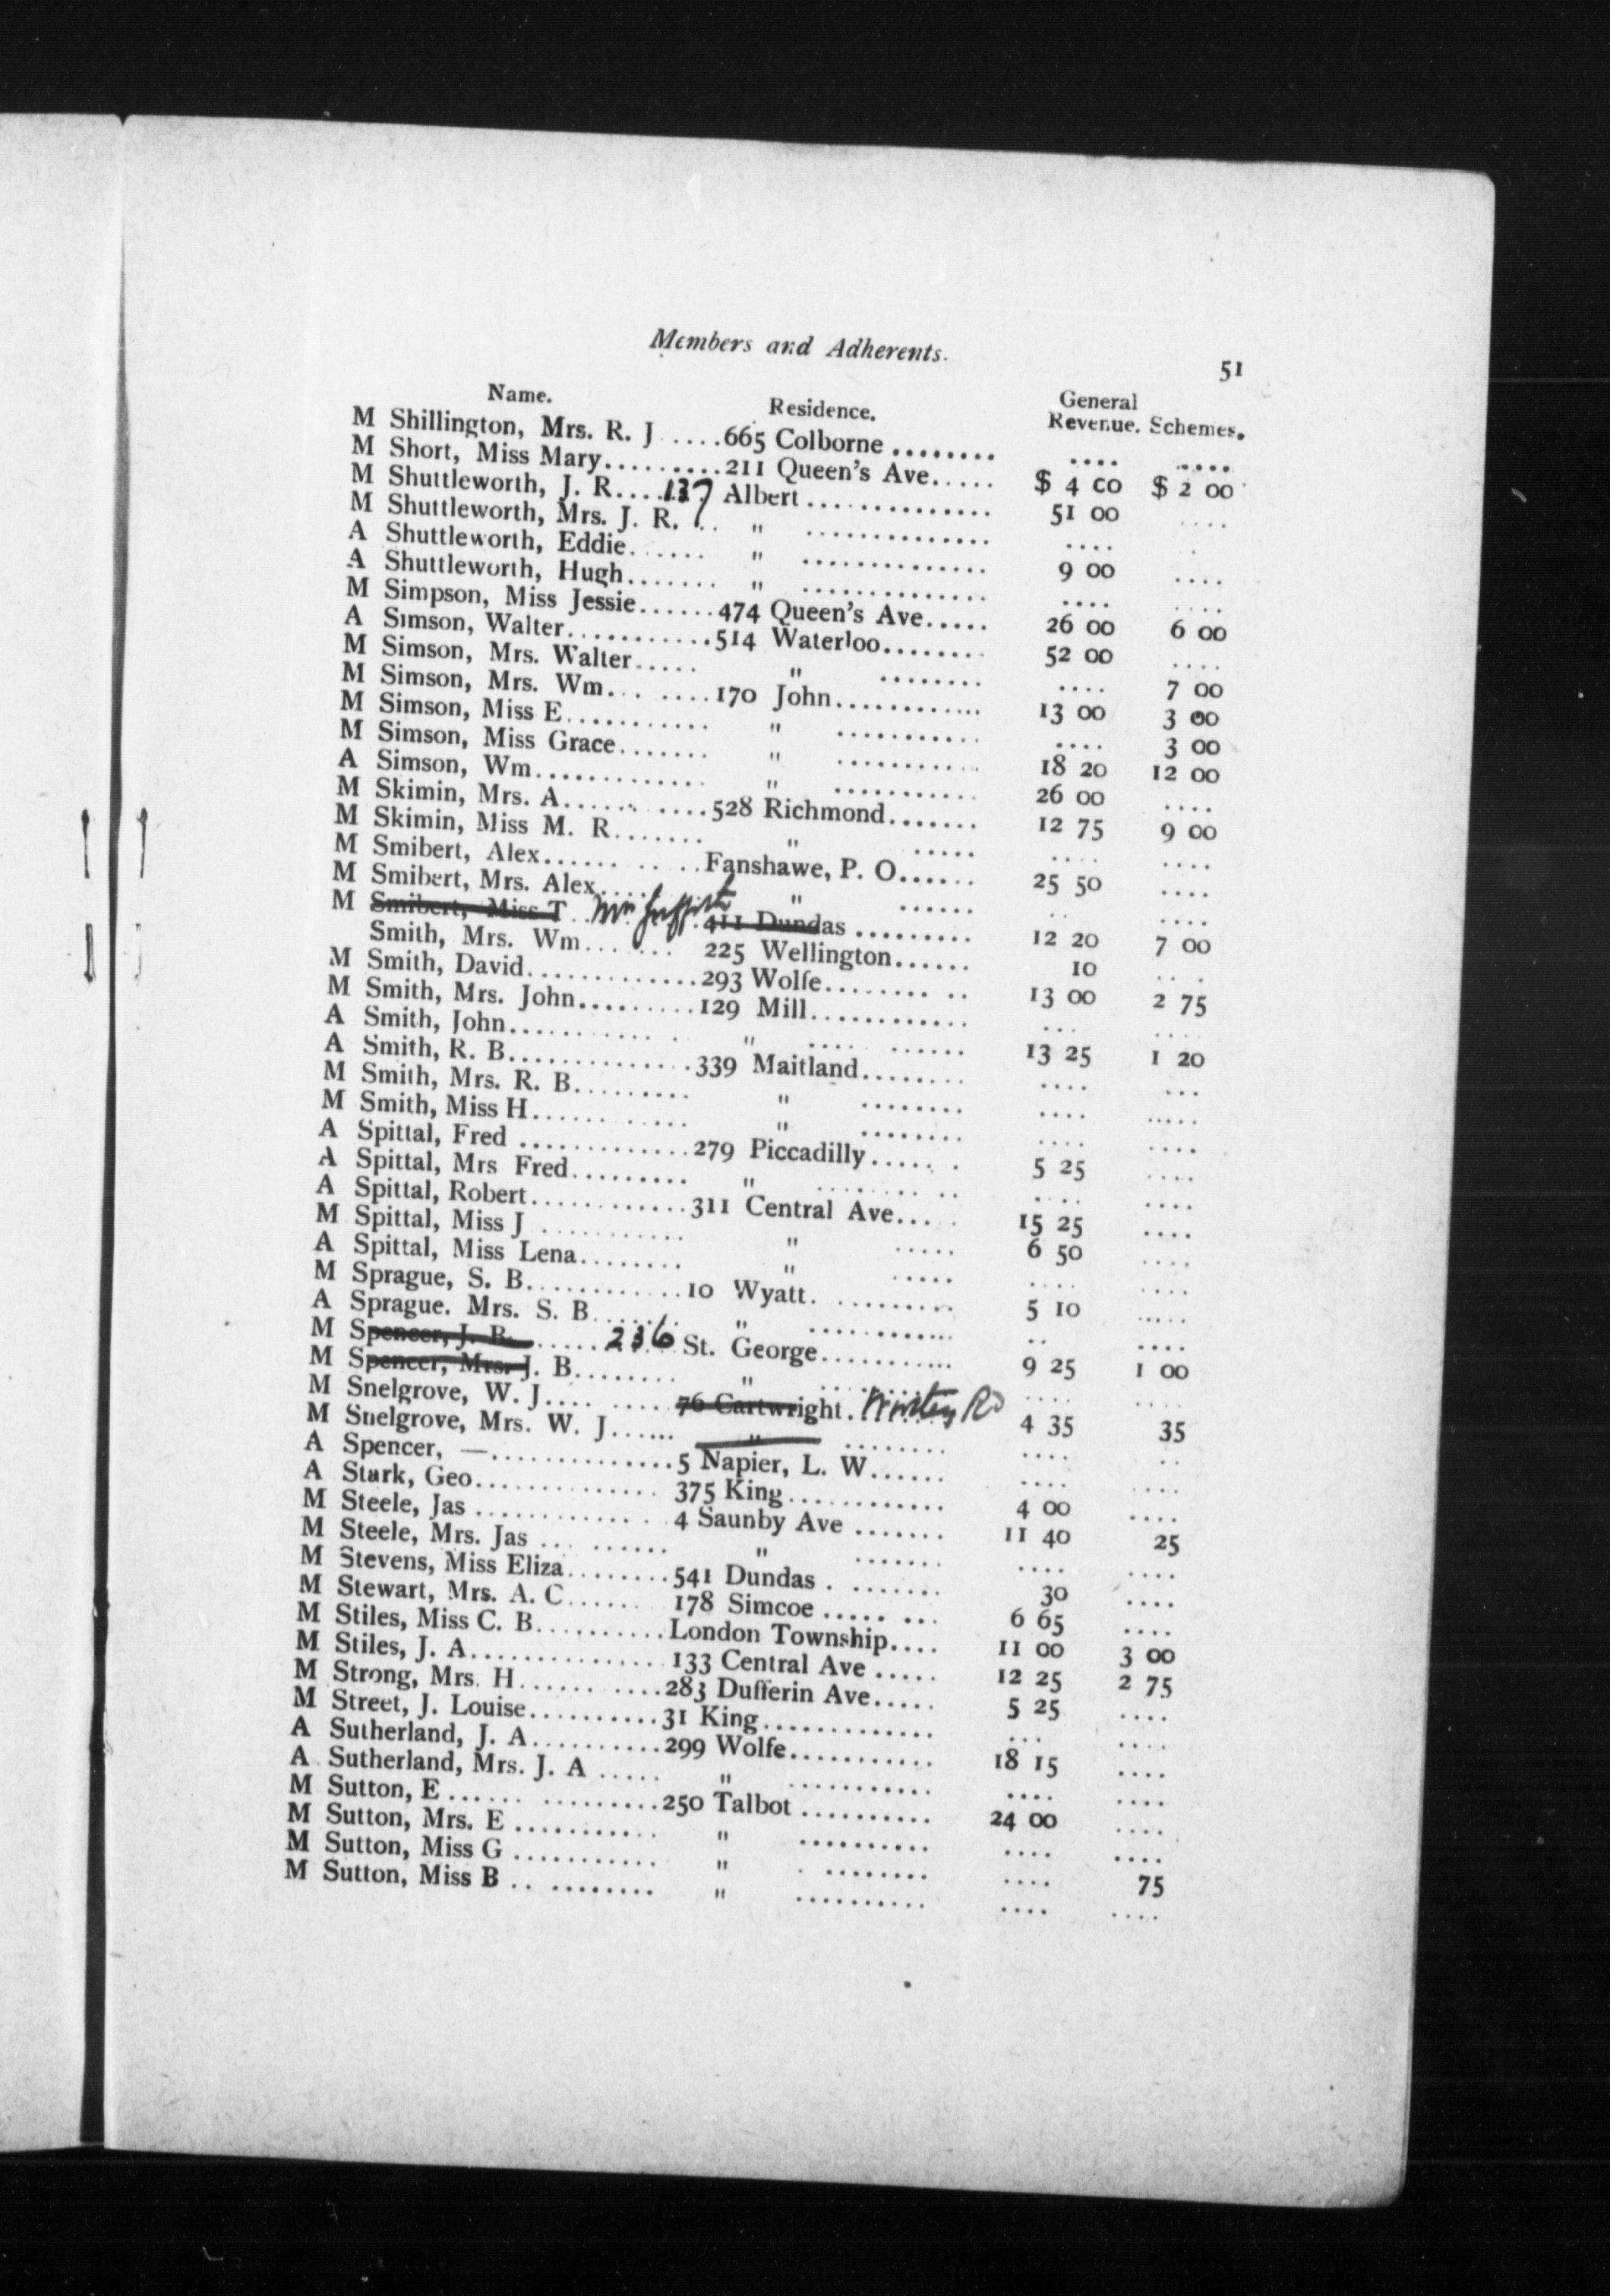 Members and Adherents. 51
Name. Residence. General
Revenue. Schemes.
M Shillington, Mrs. R. J .....665 Colborne ........ .... ....
M Short, Miss Mary.........211 Queen's Ave..... $ 4 00 $ 2 00
M Shuttleworth, J. R....137 Albert .............. 51 00 ....
M Shuttleworth, Mrs. J. R. .. " .............. .... .
A Shuttleworth, Eddie...... " .............. 9 00 ....
A Shuttleworth, Hugh....... " .............. .... ....
M Simpson, Miss Jessie......474 Queen's Ave..... 26 00 6 00
A Simson, Walter...........514 Waterloo........ 52 00 ....
M Simson, Mrs. Walter..... " ........ .... 7 00
M Simson, Mrs. Wm... ....170 John............ 13 00 3 00
M Simson, Miss E........... " ........... .... 3 00
M Simson, Miss Grace....... " ........... 18 20 12 00
A Simson, Wm............. " ........... 26 00 ....
M Skimin, Mrs. A...........528 Richmond....... 12 75 9 00
M Skimin, Miss M. R....... " ..... .... ....
M Smibert, Alex............Fanshawe, P. O...... 25 50 ....
M Smibert, Mrs. Alex.... " ...... .. ....
M Smibert, Miss T .. 411 Dundas ......... 12 20 7 00
Smith, Mrs. Wm....... 225 Wellington...... 10 ...
M Smith, David.............293 Wolfe........ .. 13 00 2 75
M Smith, Mrs. John.........129 Mill............ ... ....
A Smith, John............ " .... ...... 13 25 1 20
A Smith, R. B..............339 Maitland........ .... ...
M Smith, Mrs. R. B......... " ........ .... .....
M Smith, Miss H............ " ........ .... ....
A Spittal, Fred .............279 Piccadilly...... . 5 25 ....
A Spittal, Mrs Fred......... " ........ .. .... ....
A Spittal, Robert............311 Central Ave.... . 15 25 ....
M Spittal, Miss J ........... " ..... 6 50 ....
A Spittal, Miss Lena........ " ..... .... ....
M Sprague, S. B............10 Wyatt. ......... 5 10 .....
A Sprague. Mrs. S. B....... " ............ .. ....
M Spencer, J. B. ......236 St. George........... 9 25 1 00
M Spencer, Mrs. J. B........ " ......... .... ....
M Snelgrove, W. J.... .....76 Cartwright. 4 35 35
M Snelgrove, Mrs. W. J...... " ........ .... ..
A Spencer, —..............5 Napier, L. W...... .... ....
A Stark, Geo.............. 375 King............ 4 00 ....
M Steele, Jas ............... 4 Saunby Ave ....... 11 40 25
M Steele, Mrs. Jas ... ...... " ....... .... ....
M Stevens, Miss Eliza........541 Dundas . ....... 30 ....
M Stewart, Mrs. A. C....... 178 Simcoe ..... ... 6 65 ....
M Stiles, Miss C. B..........London Township.... 11 00 3 00
M Stiles, J. A...............133 Central Ave ..... 12 25 2 75
M Strong, Mrs. H...........283 Dufferin Ave..... 5 25 ....
M Street, J. Louise..........31 King............. ... ....
A Sutherland, J. A..........299 Wolfe........... 18 15 ....
A Sutherland, Mrs. J. A ..... " ........... .... ....
M Sutton, E ...... .........250 Talbot .......... 24 00 ....
M Sutton, Mrs. E ........... " .......... .... ....
M Sutton, Miss G ........... " . ........ .... 75
M Sutton, Miss B .. ........ " .......... .... ....